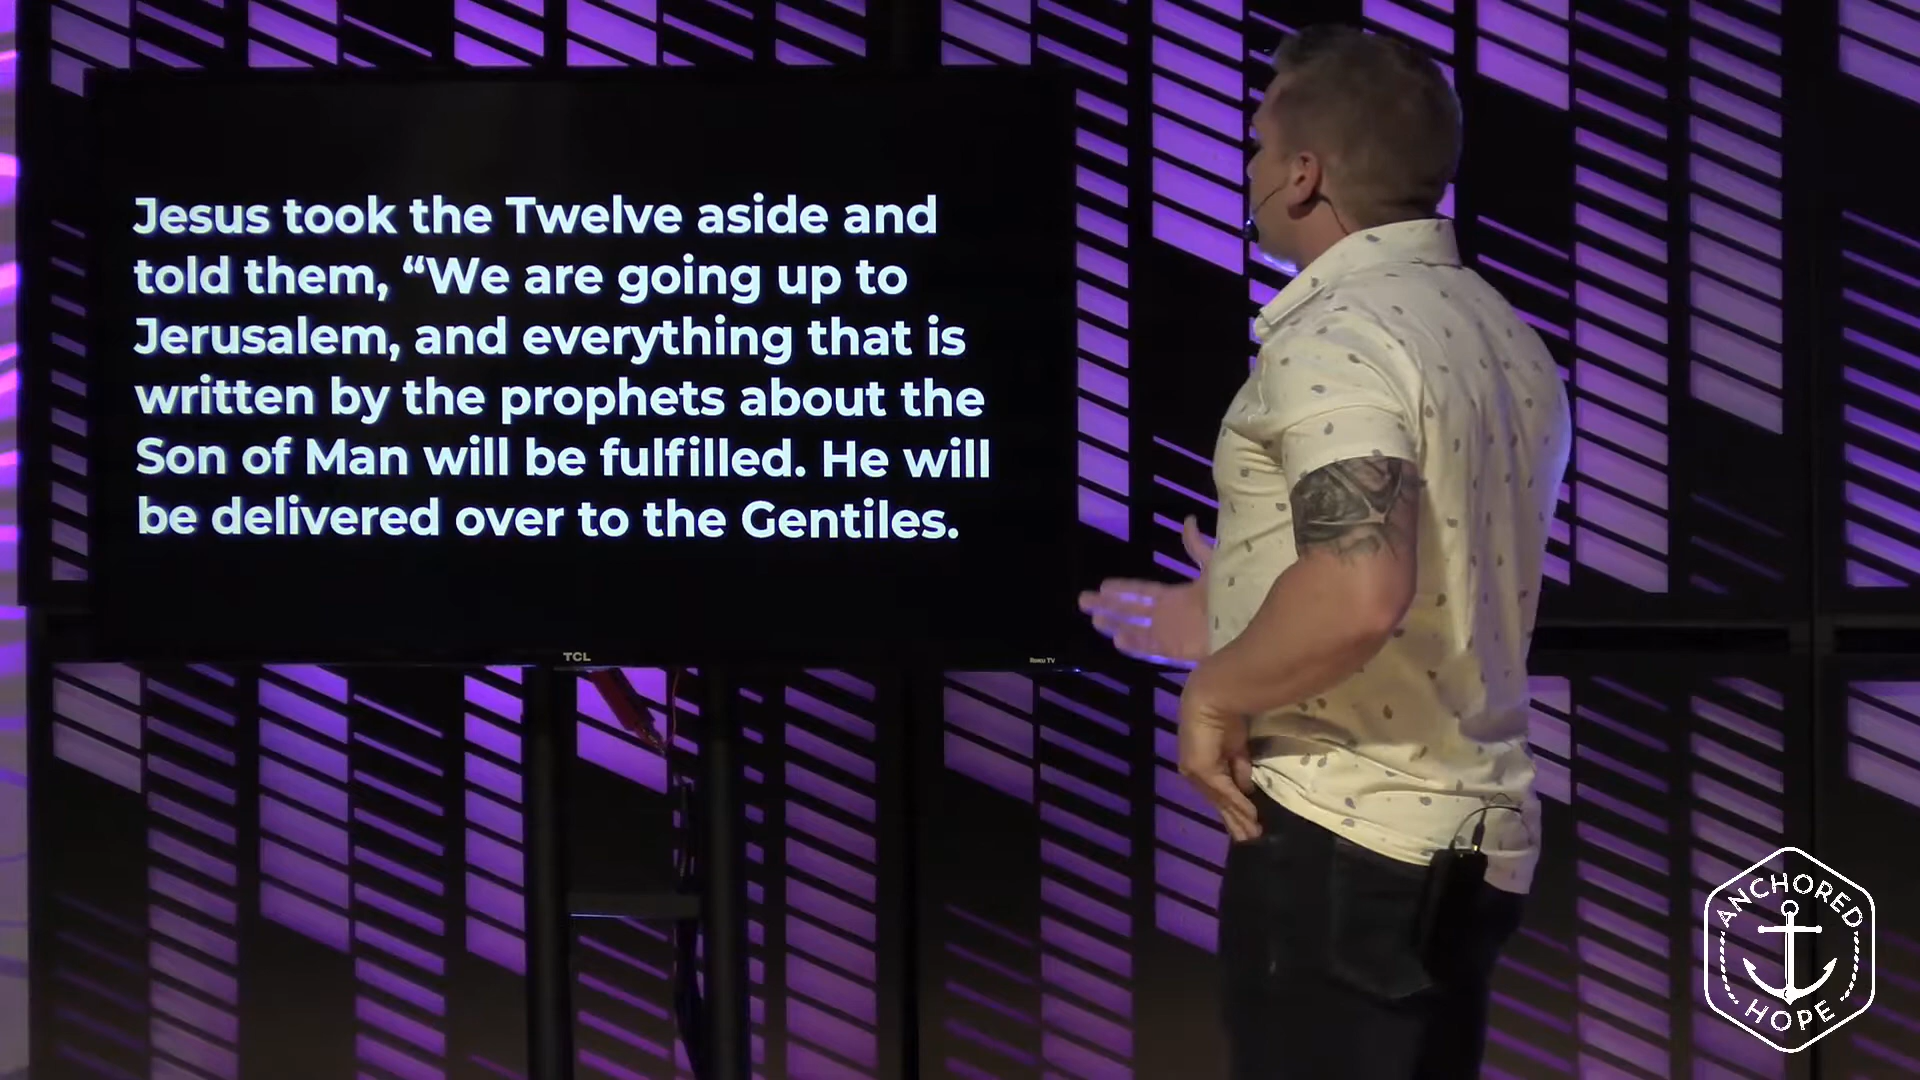 Jesus took the Twelve aside and
told them, “We are going up to
Jerusalem, and everything that is
written by the prophets about the
Son of Man will be fulfilled. He will
be delivered over to the Gentiles.
TCL
Roku TV
ANCHORED
HOPE